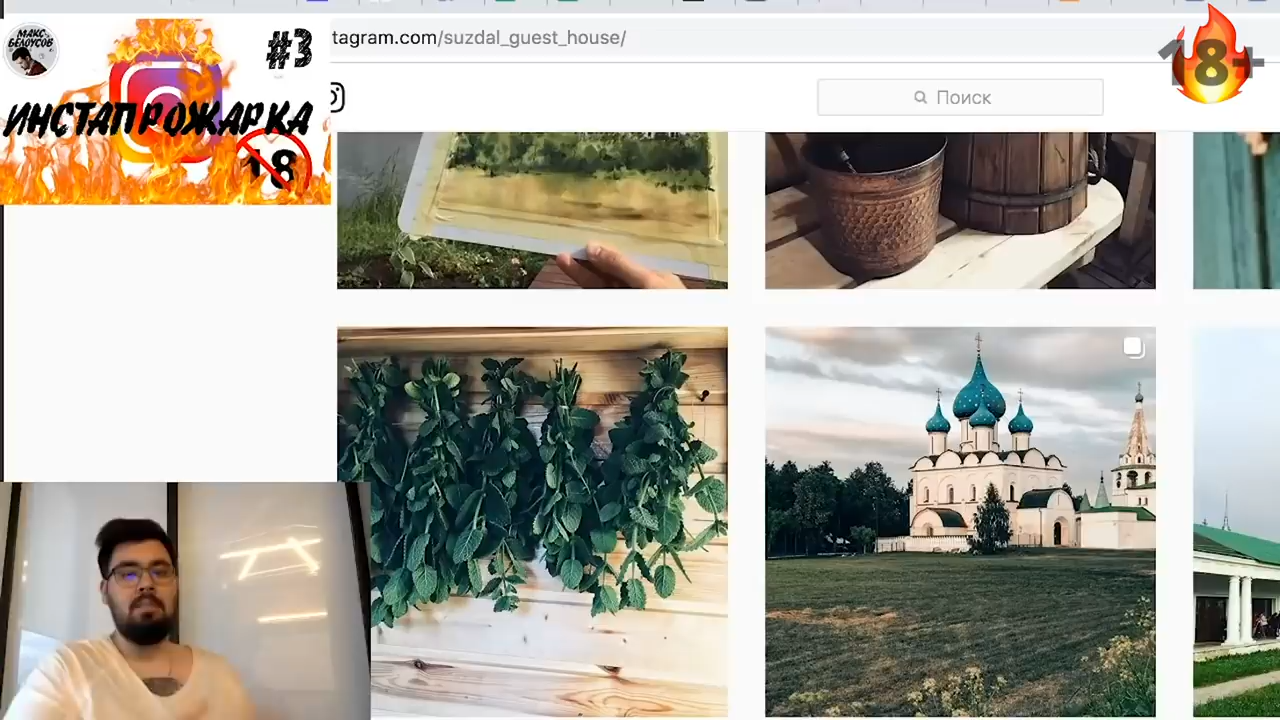 МАКС
БЕЛОУСОВ
#3
ИНСТАПРОЖАРКА
18
tagram.com/suzdal_guest_house/
Поиск
18+